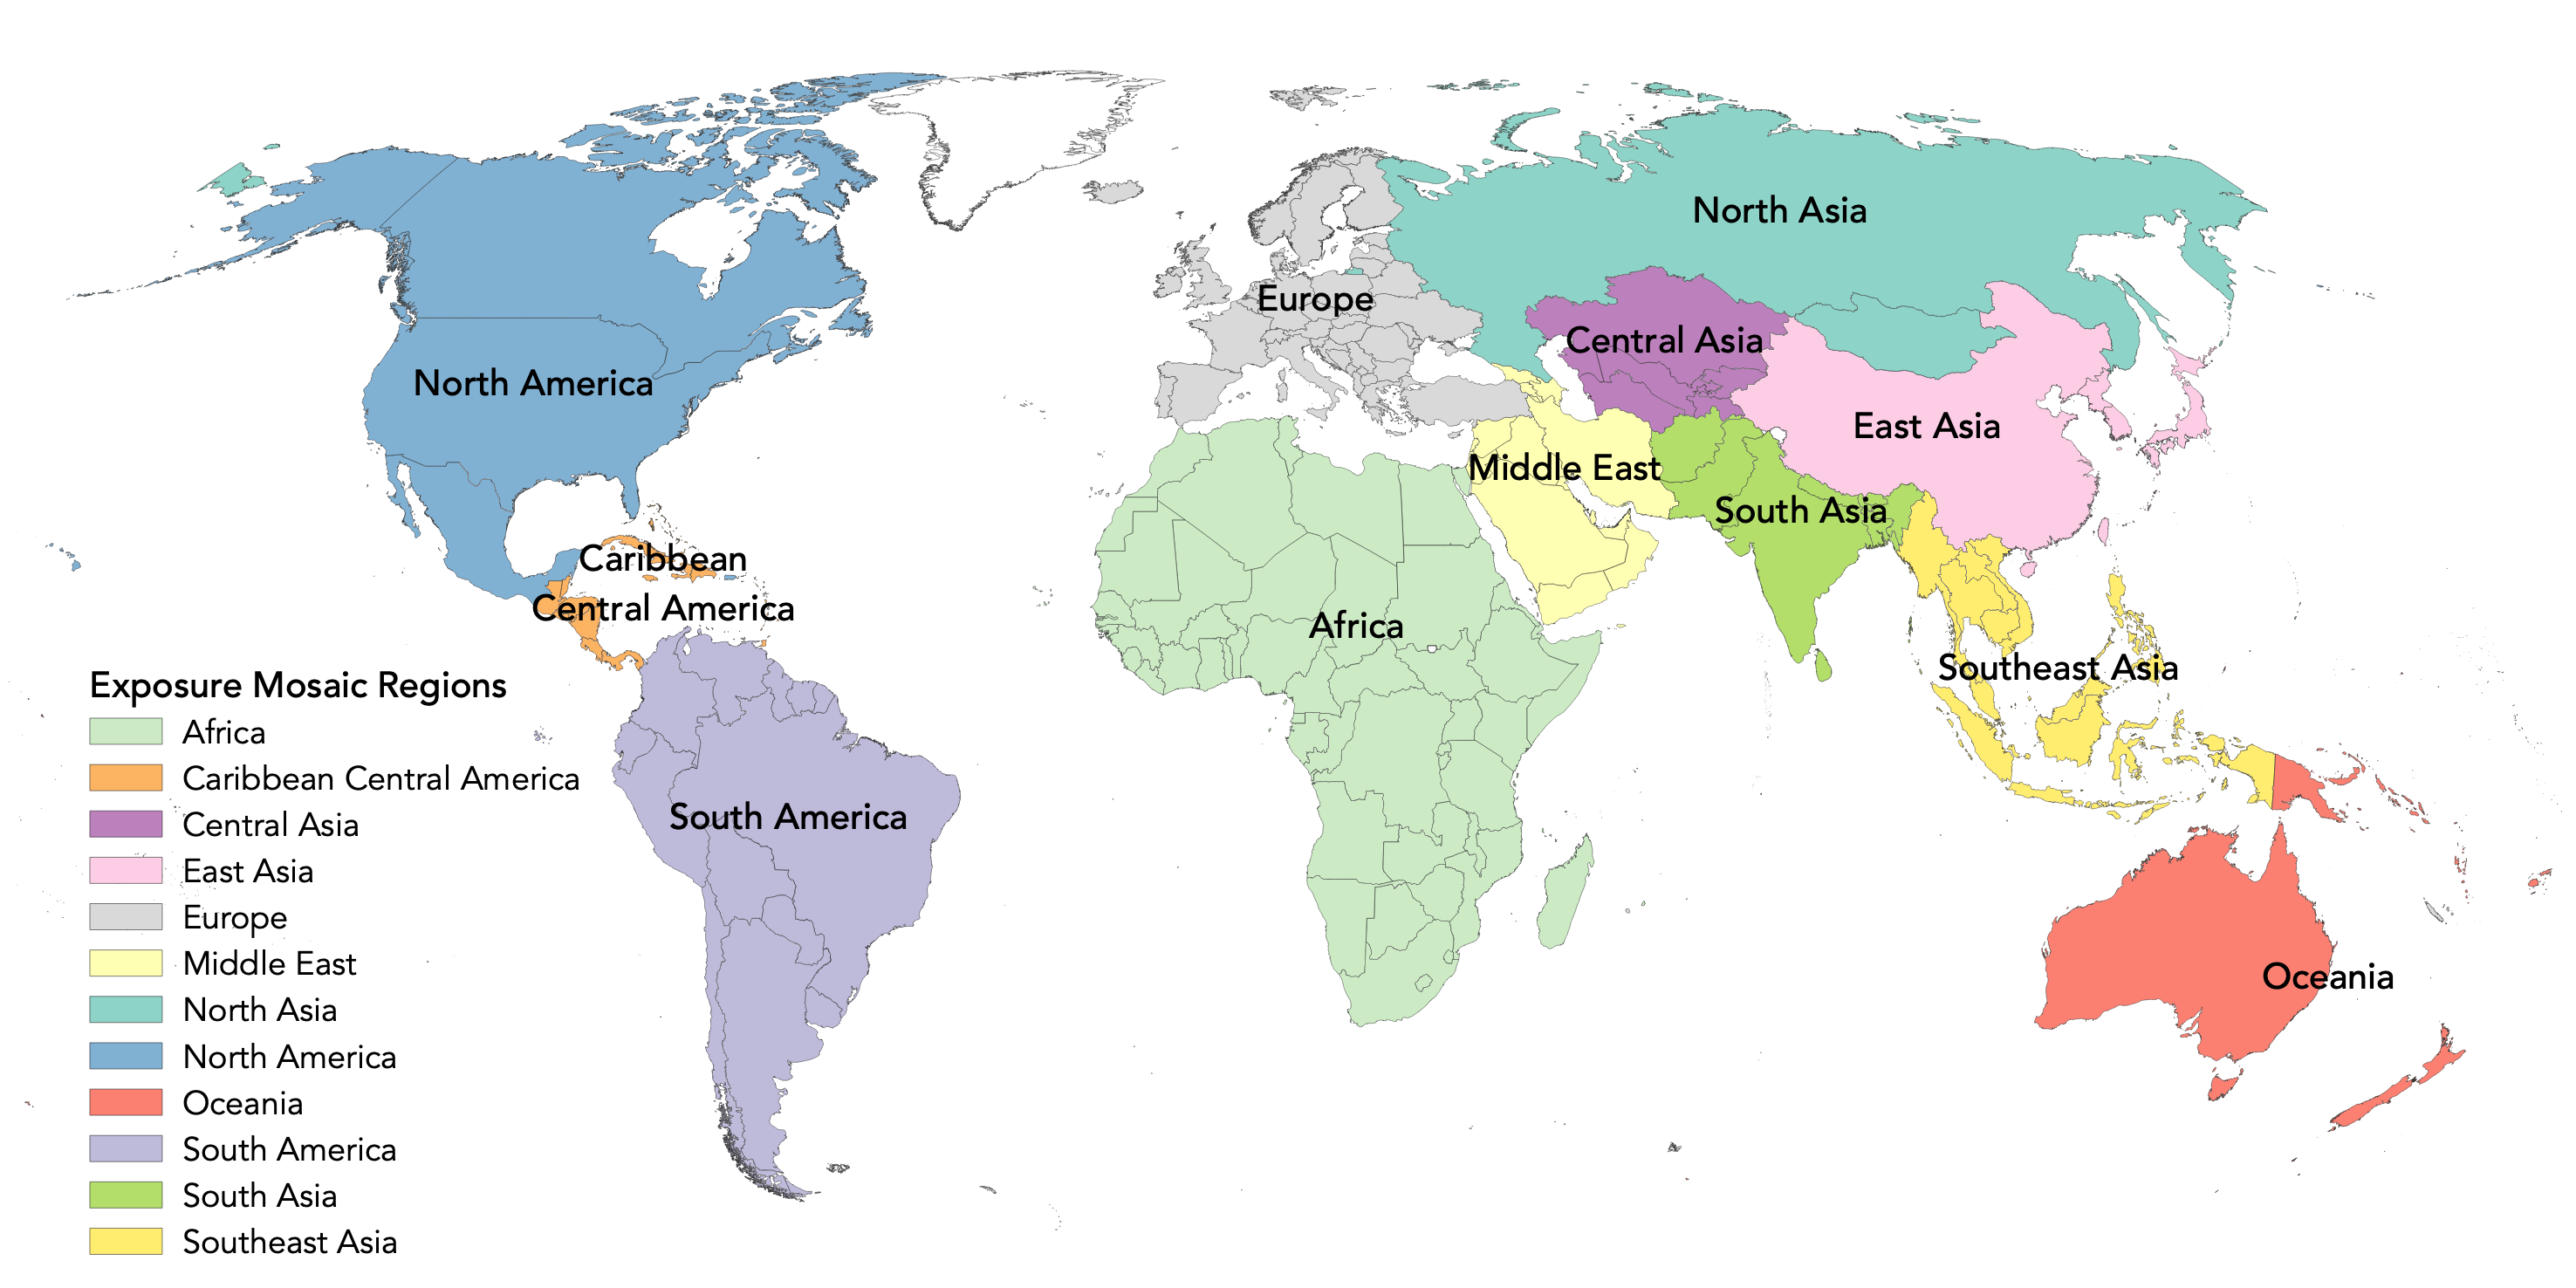 North Asia
Europe
Central Asia
North America
East Asia
Middle East
South Asia
Caribbean
Central America
Africa
Southeast Asia
South America
Oceania
Exposure Mosaic Regions
Africa
Caribbean Central America
Central Asia
East Asia
Europe
Middle East
North Asia
North America
Oceania
South America
South Asia
Southeast Asia